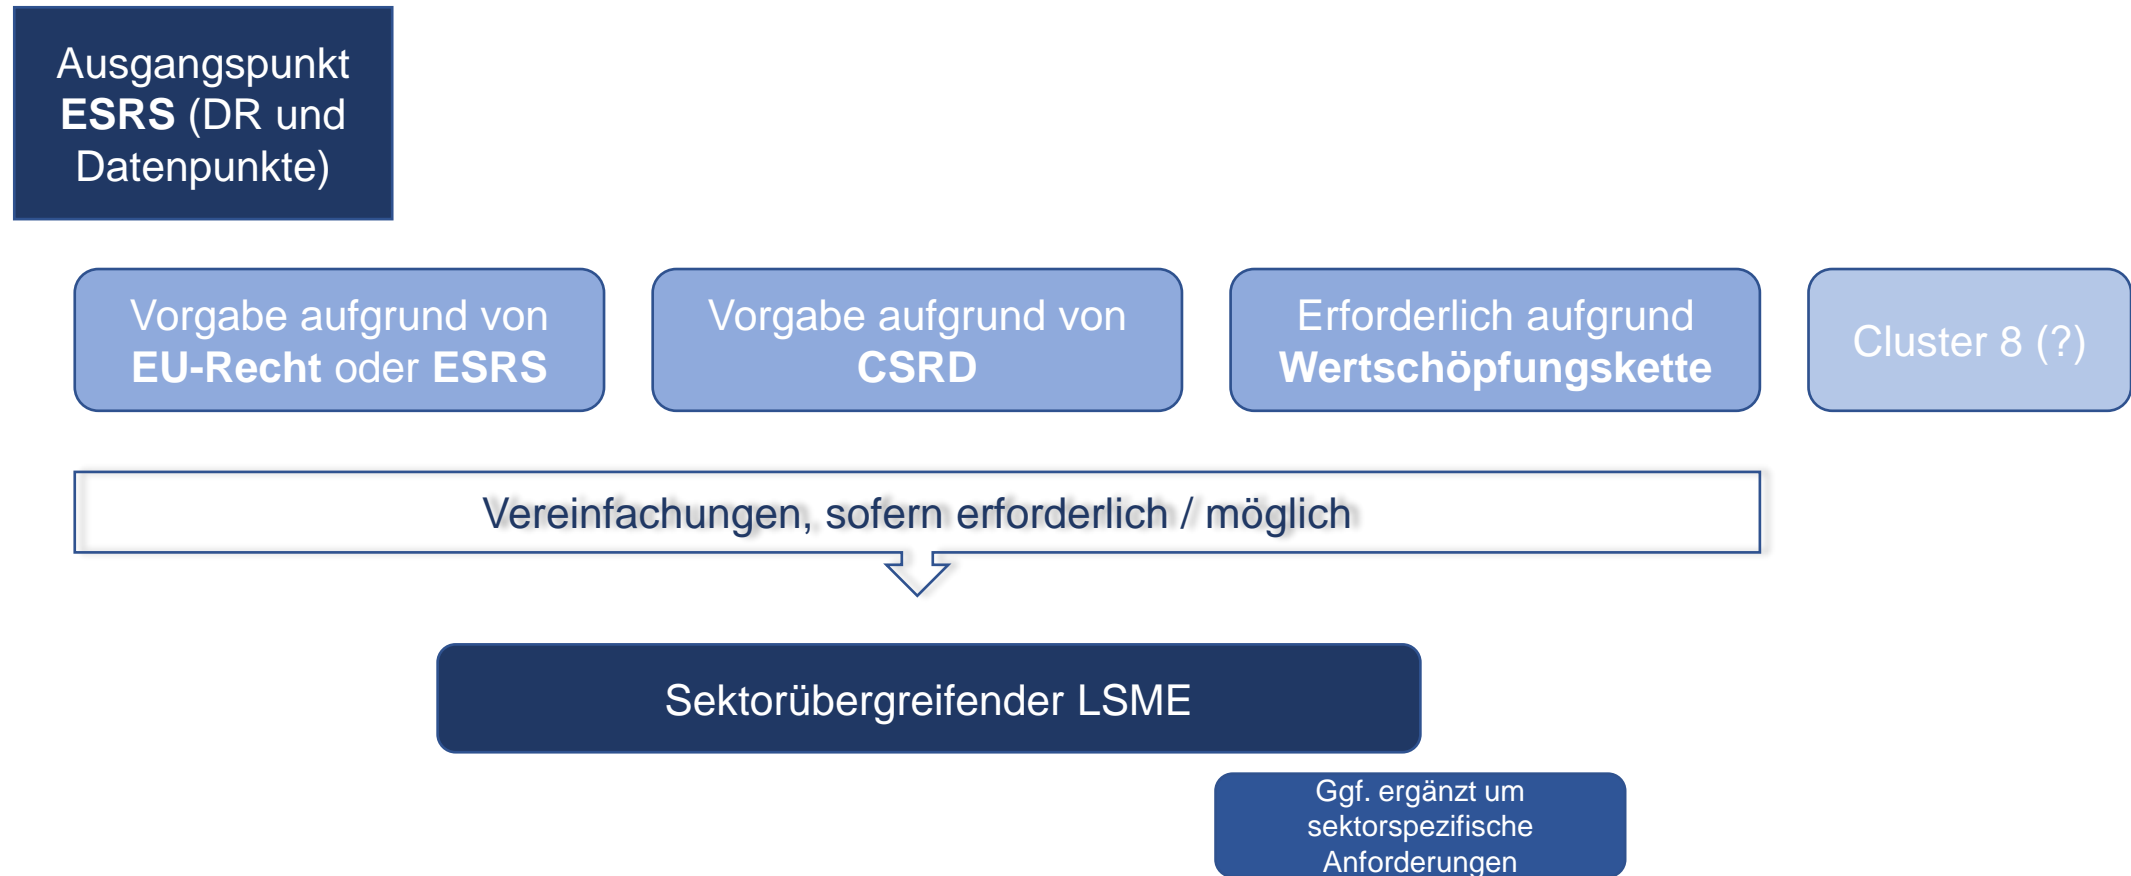 Ausgangspunkt
ESRS (DR und
Datenpunkte)
Vorgabe aufgrund von
EU-Recht oder ESRS
Vorgabe aufgrund von
CSRD
Erforderlich aufgrund
Wertschöpfungskette
Cluster 8 (?)
Vereinfachungen, sofern erforderlich / möglich
Sektorübergreifender LSME
Ggf. ergänzt um
sektorspezifische
Anforderungen